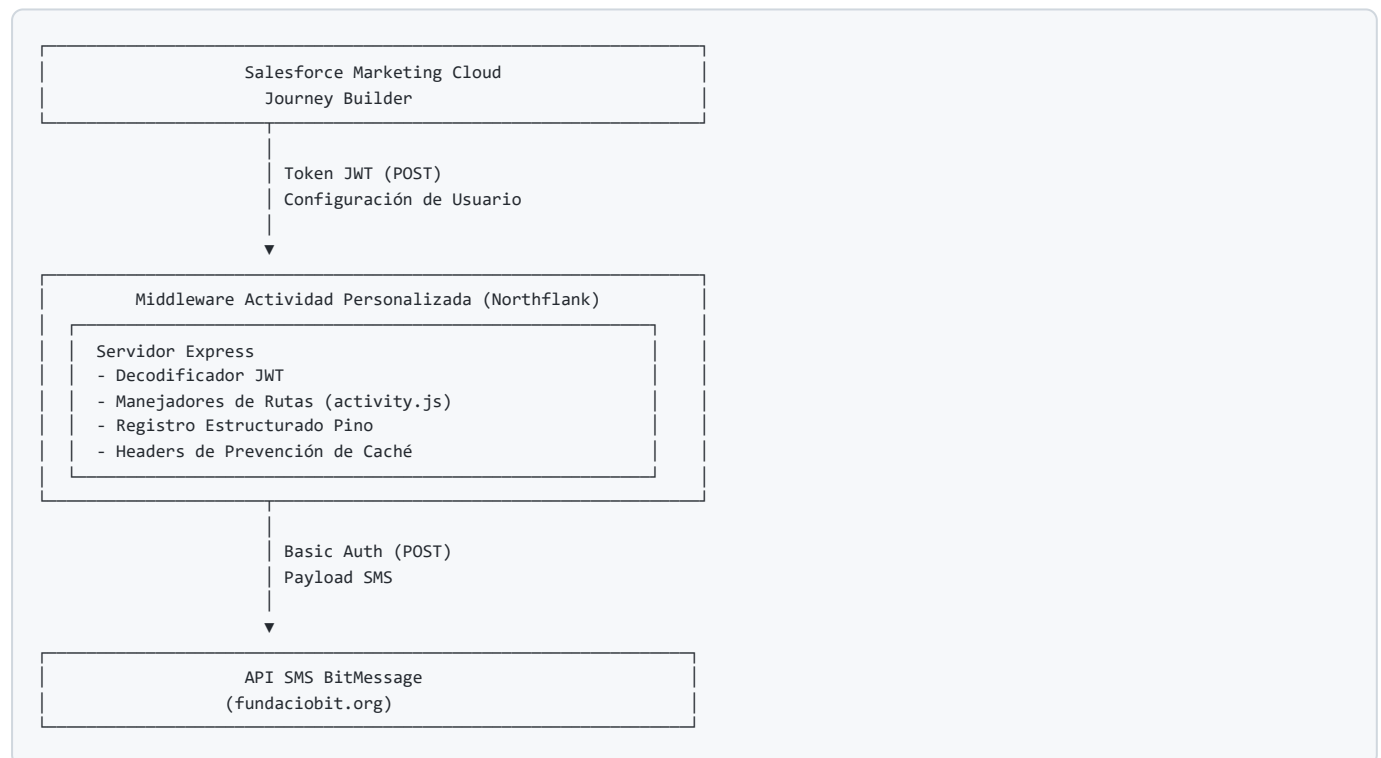 Salesforce Marketing Cloud
Journey Builder
Token JWT (POST)
Configuración de Usuario
Middleware Actividad Personalizada (Northflank)
Servidor Express
- Decodificador JWT
- Manejadores de Rutas (activity.js)
- Registro Estructurado Pino
- Headers de Prevención de Caché
Basic Auth (POST)
Payload SMS
API SMS BitMessage
(fundaciobit.org)